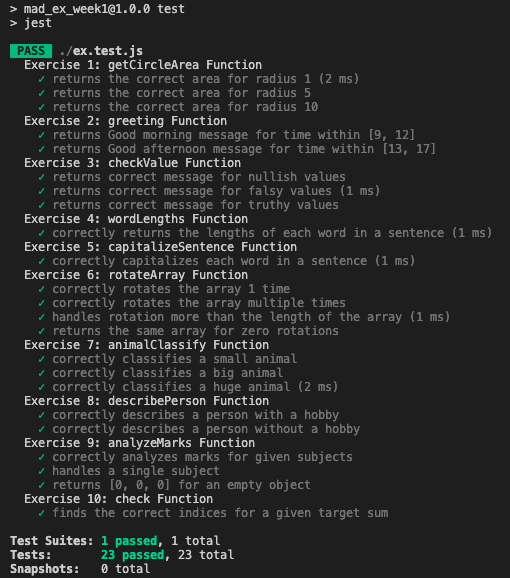 > mad_ex_week1@1.0.0 test
> jest
PASS ./ex.test.js
Exercise 1: getCircleArea Function
✓ returns the correct area for radius 1 (2 ms)
✓ returns the correct area for radius 5
✓ returns the correct area for radius 10
Exercise 2: greeting Function
✓ returns Good morning message for time within [9, 12]
✓ returns Good afternoon message for time within [13, 17]
Exercise 3: checkValue Function
✓ returns correct message for nullish values
✓ returns correct message for falsy values (1 ms)
✓ returns correct message for truthy values
Exercise 4: wordLengths Function
✓ correctly returns the lengths of each word in a sentence (1 ms)
Exercise 5: capitalizeSentence Function
✓ correctly capitalizes each word in a sentence (1 ms)
Exercise 6: rotateArray Function
✓ correctly rotates the array 1 time
✓ correctly rotates the array multiple times
✓ handles rotation more than the length of the array (1 ms)
✓ returns the same array for zero rotations
Exercise 7: animalClassify Function
✓ correctly classifies a small animal
✓ correctly classifies a big animal
✓ correctly classifies a huge animal (2 ms)
Exercise 8: describePerson Function
✓ correctly describes a person with a hobby
✓ correctly describes a person without a hobby
Exercise 9: analyzeMarks Function
✓ correctly analyzes marks for given subjects
✓ handles a single subject
✓ returns [0, 0, 0] for an empty object
Exercise 10: check Function
✓ finds the correct indices for a given target sum
Test Suites: 1 passed, 1 total
Tests: 23 passed, 23 total
Snapshots: 0 total